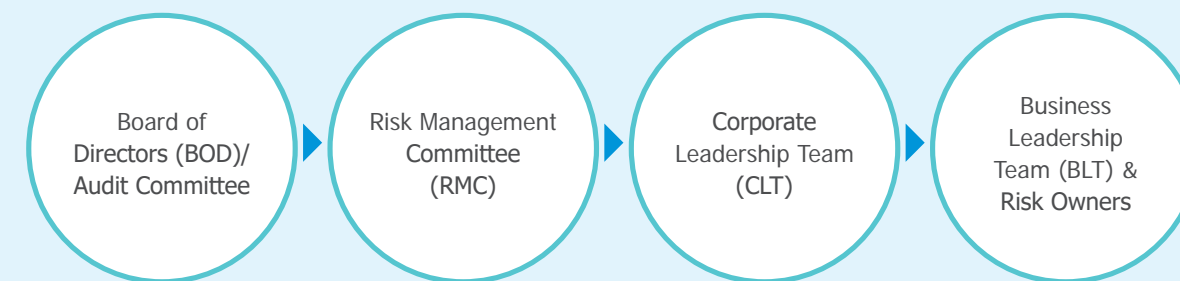 Board of
Directors (BOD)/
Audit Committee
Risk Management
Committee
(RMC)
Corporate
Leadership Team
(CLT)
Business
Leadership
Team (BLT) &
Risk Owners